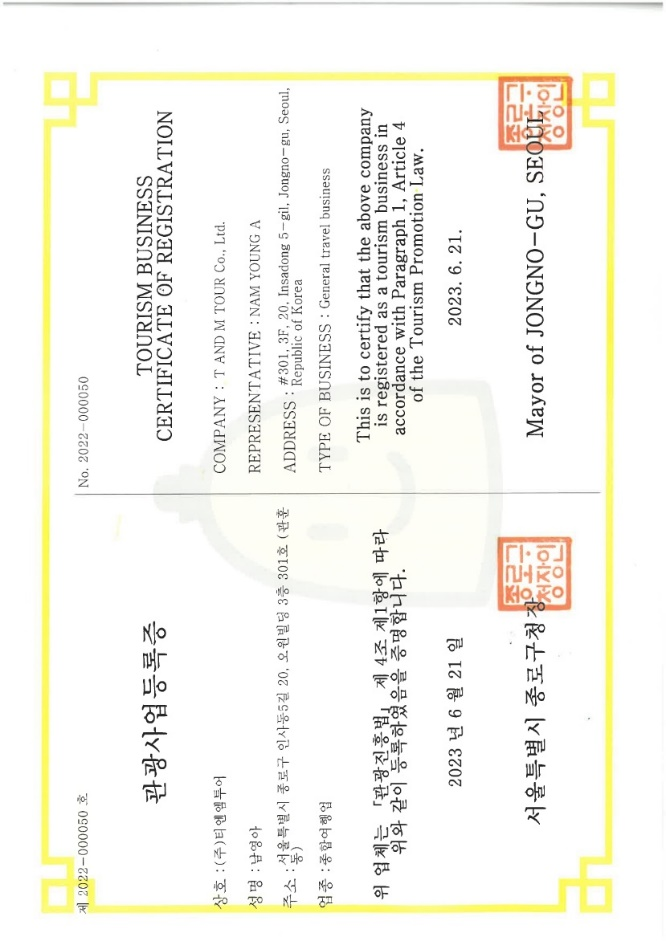 제 2022-000050 호
관광사업등록증
상호 : (주)티엔엠투어
성명 : 남영아
주소 : 서울특별시 종로구 인사동5길 20, 오원빌딩 3층 301호 (관훈
동)
업종 : 종합여행업
위 업체는 「관광진흥법」 제 4조 제1항에 따라
위와 같이 등록하였음을 증명합니다.
2023 년 6 월 21 일
서울특별시 종로구청장
종로구
청장인
No. 2022-000050
TOURISM BUSINESS
CERTIFICATE OF REGISTRATION
COMPANY : T AND M TOUR Co., Ltd.
REPRESENTATIVE : NAM YOUNG A
ADDRESS : #301, 3F, 20, Insadong 5-gil, Jongno-gu, Seoul,
Republic of Korea
TYPE OF BUSINESS : General travel business
This is to certify that the above company
is registered as a tourism business in
accordance with Paragraph 1, Article 4
of the Tourism Promotion Law.
2023. 6. 21.
Mayor of JONGNO-GU, SEOUL
종로구
청장인